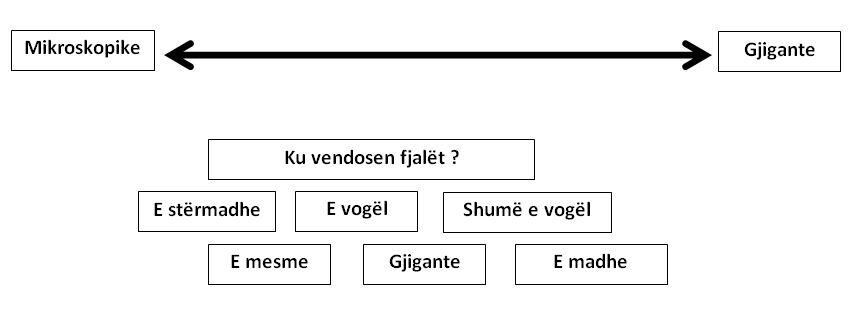 Mikroskopike
Gjigante
Ku vendosen fjalët ?
E stërmadhe
E vogël
Shumë e vogël
E mesme
Gjigante
E madhe